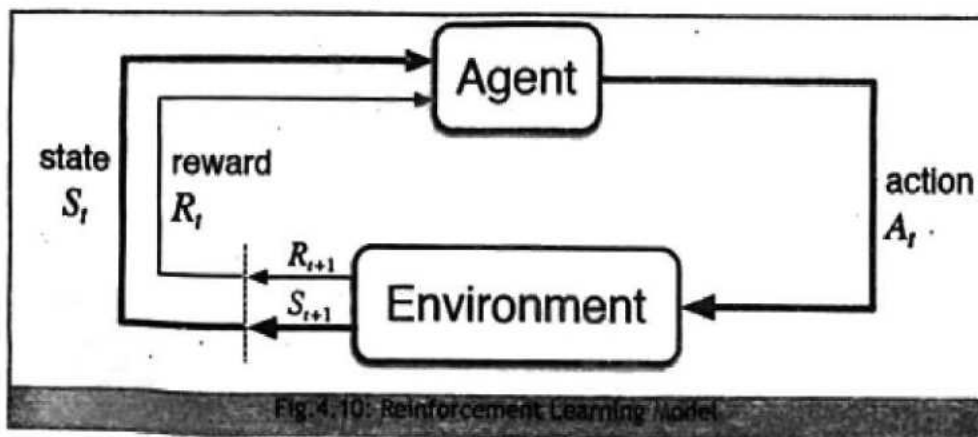 Agent
state
S_t
reward
R_t
action
A_t
R_{t+1}
S_{t+1}
Environment
Fig.4.10: Reinforcement Learning Model